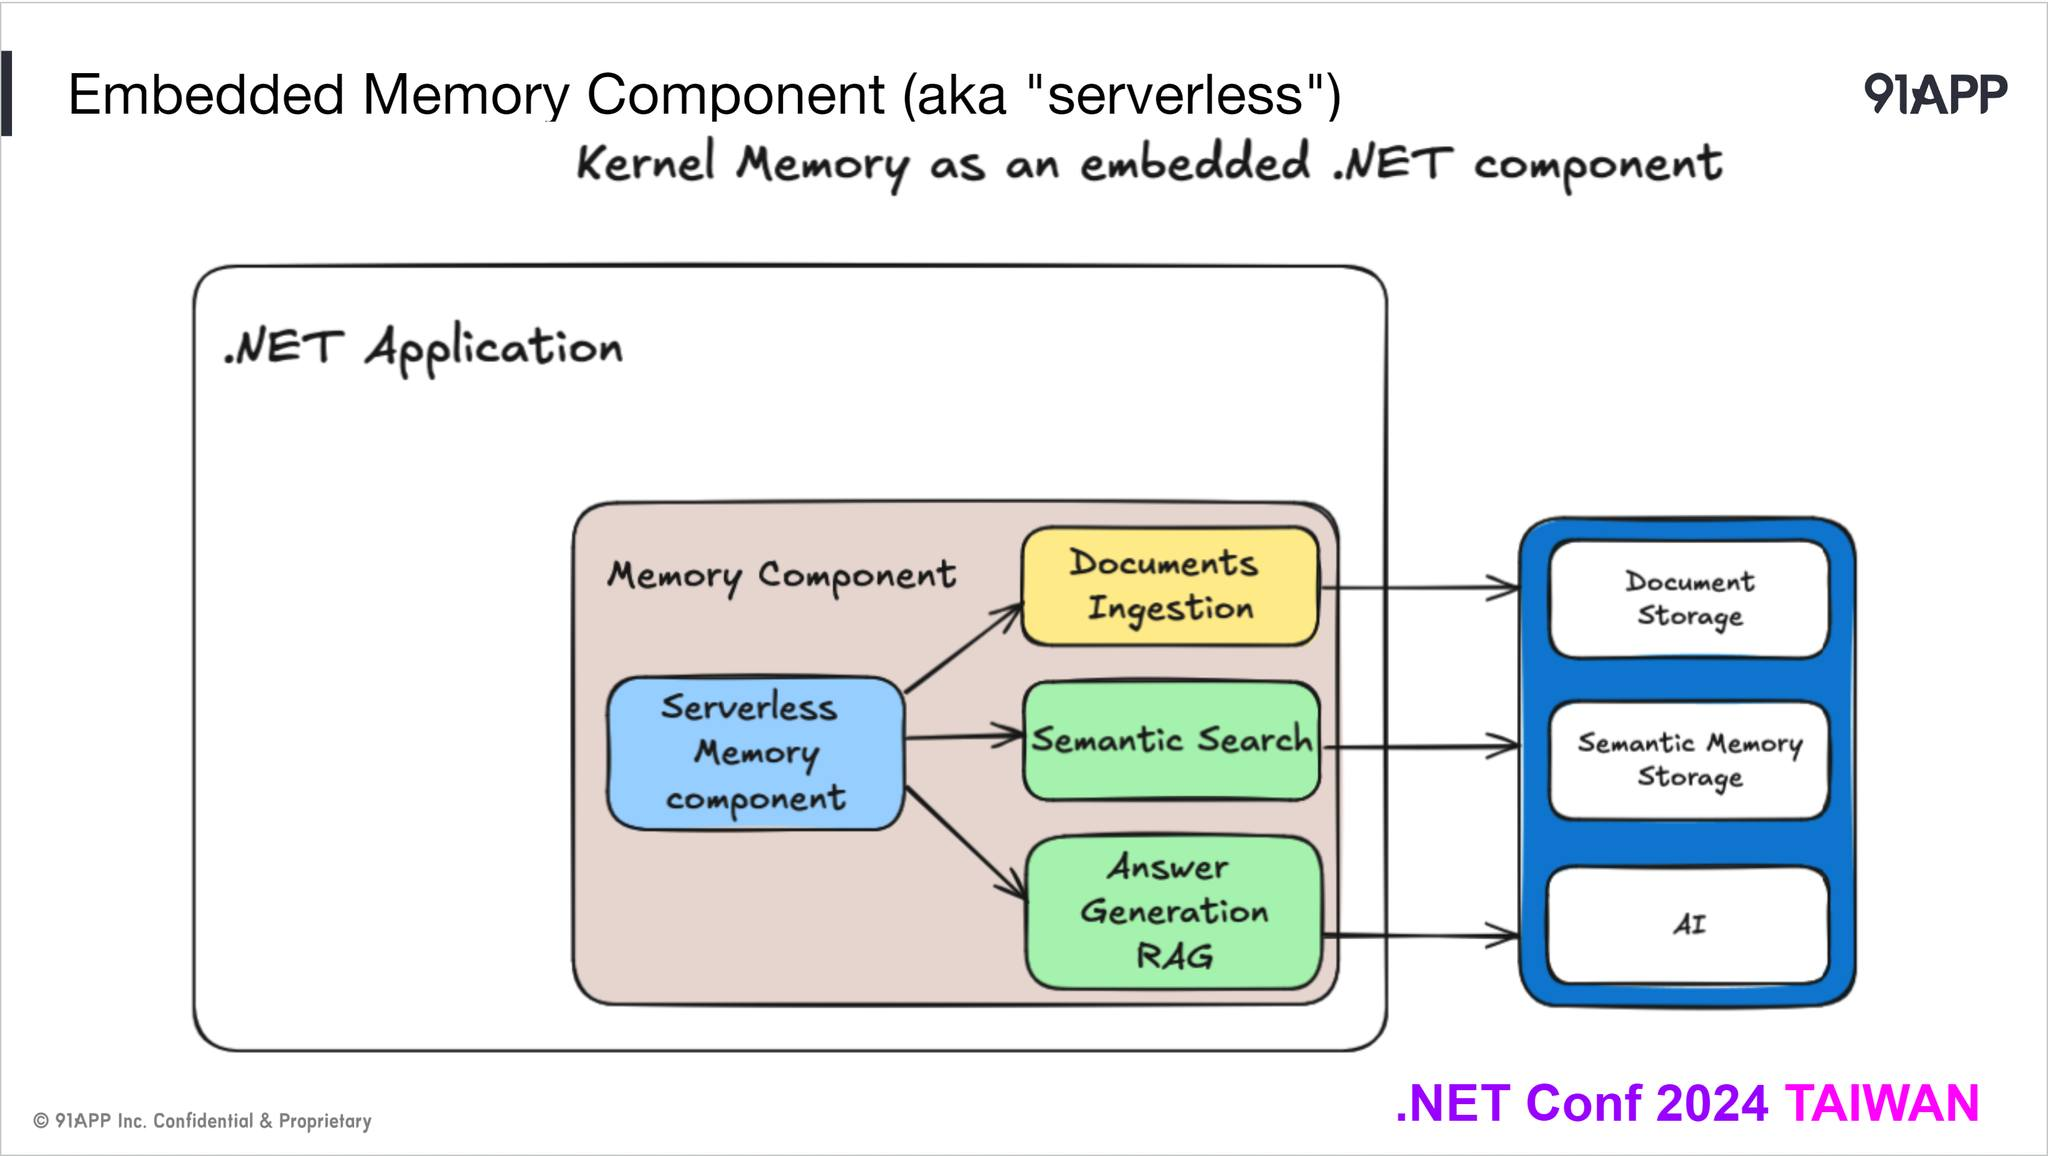 Embedded Memory Component (aka "serverless")
91APP
Kernel Memory as an embedded .NET component
.NET Application
Memory Component
Documents
Ingestion
Serverless
Memory
component
Semantic Search
Answer
Generation
RAG
Document
Storage
Semantic Memory
Storage
AI
© 91APP Inc. Confidential & Proprietary
.NET Conf 2024 TAIWAN